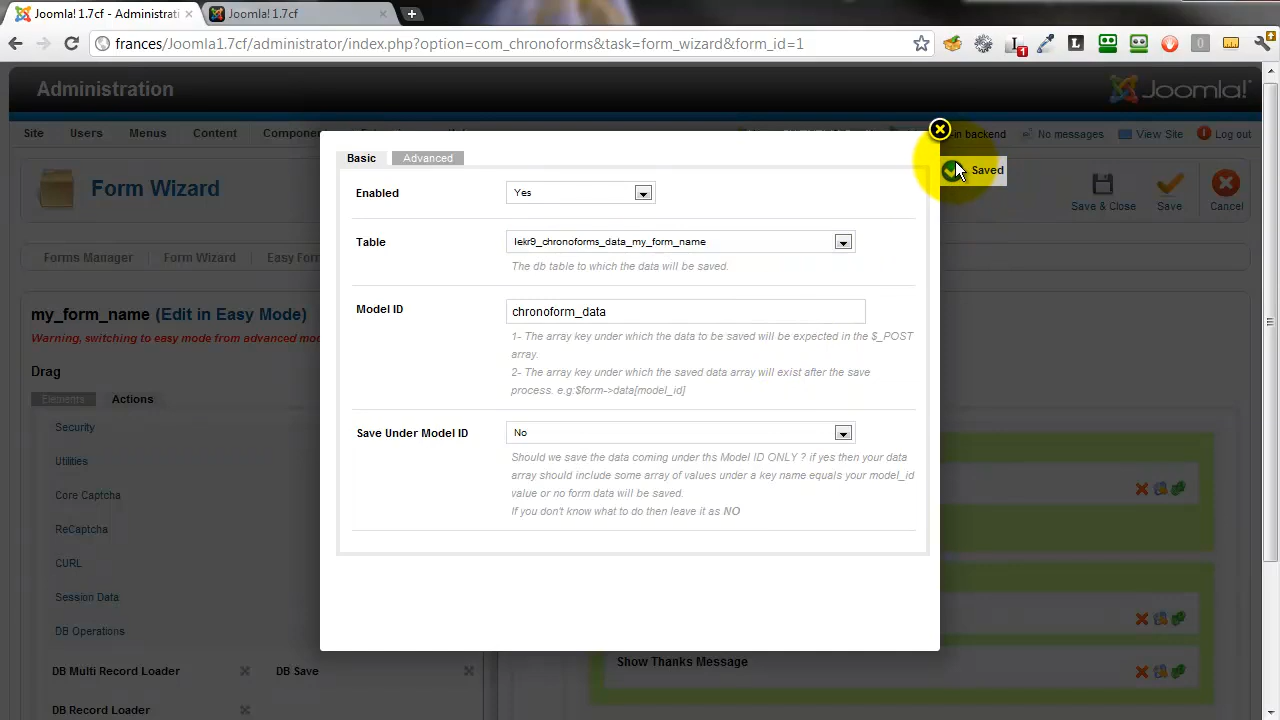 Joomla! 1.7cf - Administrati
Joomla! 1.7cf
frances/Joomla1.7cf/administrator/index.php?option=com_chronoforms&task=form_wizard&form_id=1
Administration
Joomla!
Site Users Menus Content Compone
-in backend No messages View Site Log out
Form Wizard
Saved
Save & Close Save Cancel
Forms Manager Form Wizard Easy Form
my_form_name (Edit in Easy Mode)
Warning, switching to easy mode from advanced mo
Drag
Elements Actions
Security
Utilities
Core Captcha
ReCaptcha
CURL
Session Data
DB Operations
DB Multi Record Loader DB Save
DB Record Loader
Basic Advanced
Enabled Yes
Table lekr9_chronoforms_data_my_form_name
The db table to which the data will be saved.
Model ID chronoform_data
1- The array key under which the data to be saved will be expected in the $_POST
array.
2- The array key under which the saved data array will exist after the save
process. e.g:$form->data[model_id]
Save Under Model ID No
Should we save the data coming under ths Model ID ONLY ? if yes then your data
array should include some array of values under a key name equals your model_id
value or no form data will be saved.
If you don't know what to do then leave it as NO
Show Thanks Message